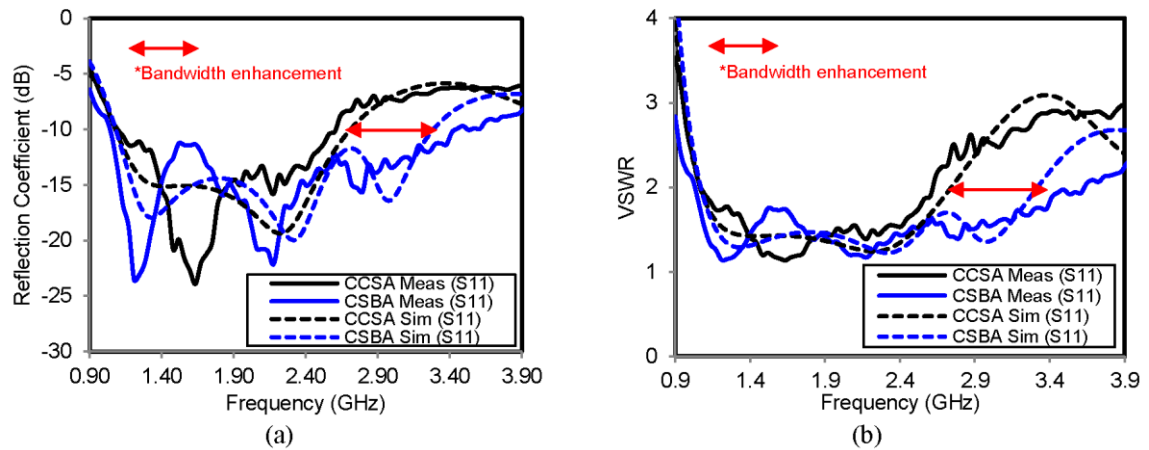 0
-5
-10
-15
-20
-25
-30
Reflection Coefficient (dB)
*Bandwidth enhancement
CCSA Meas (S11)
CSBA Meas (S11)
CCSA Sim (S11)
CSBA Sim (S11)
0.90 1.40 1.90 2.40 2.90 3.40 3.90
Frequency (GHz)
(a)
4
3
2
1
0
VSWR
*Bandwidth enhancement
CCSA Meas (S11)
CSBA Meas (S11)
CCSA Sim (S11)
CSBA Sim (S11)
0.9 1.4 1.9 2.4 2.9 3.4 3.9
Frequency (GHz)
(b)